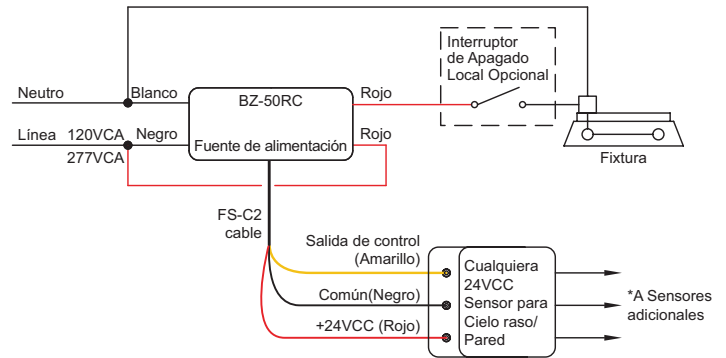 Interruptor
de Apagado
Local Opcional
Neutro
Blanco
BZ-50RC
Rojo
Línea
120VCA
277VCA
Negro
Fuente de alimentación
Rojo
Fixtura
FS-C2
cable
Salida de control
(Amarillo)
Común(Negro)
+24VCC (Rojo)
Cualquiera
24VCC
Sensor para
Cielo raso/
Pared
*A Sensores
adicionales